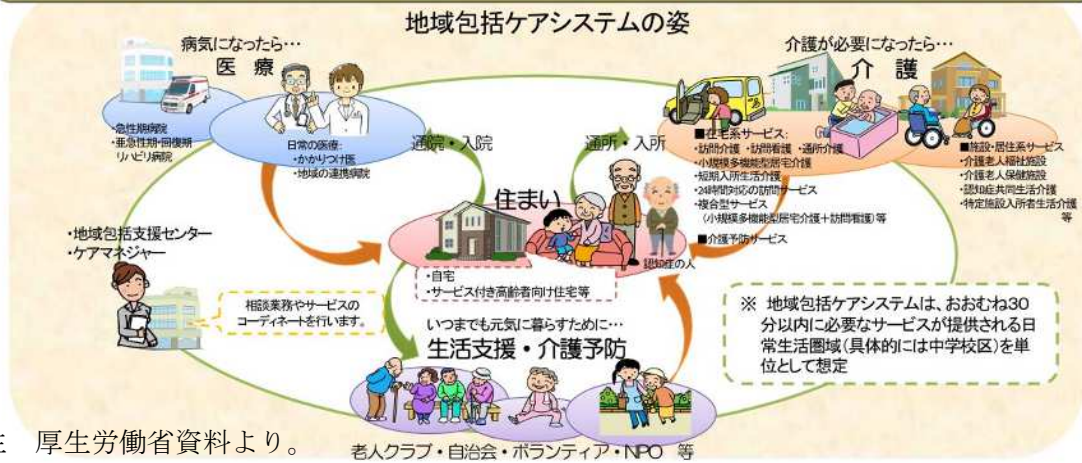 地域包括ケアシステムの姿
病気になったら…
医 療
・急性期病院
・亜急性期・回復期
リハビリ病院
日常の医療:
・かかりつけ医
・地域の連携病院
通院・入院
通所・入所
介護が必要になったら…
介 護
■在宅系サービス:
・訪問介護 ・訪問看護 ・通所介護
・小規模多機能型居宅介護
・短期入所生活介護
・24時間対応の訪問サービス
・複合型サービス
(小規模多機能型居宅介護+訪問看護)等
■介護予防サービス
■施設・居住系サービス
・介護老人福祉施設
・介護老人保健施設
・認知症共同生活介護
・特定施設入所者生活介護
等
住まい
・自宅
・サービス付き高齢者向け住宅等
認知症の人
・地域包括支援センター
・ケアマネジャー
相談業務やサービスの
コーディネートを行います。
いつまでも元気に暮らすために…
生活支援・介護予防
老人クラブ・自治会・ボランティア・NPO 等
※ 地域包括ケアシステムは、おおむね30
分以内に必要なサービスが提供される日
常生活圏域(具体的には中学校区)を単
位として想定
厚生労働省資料より。